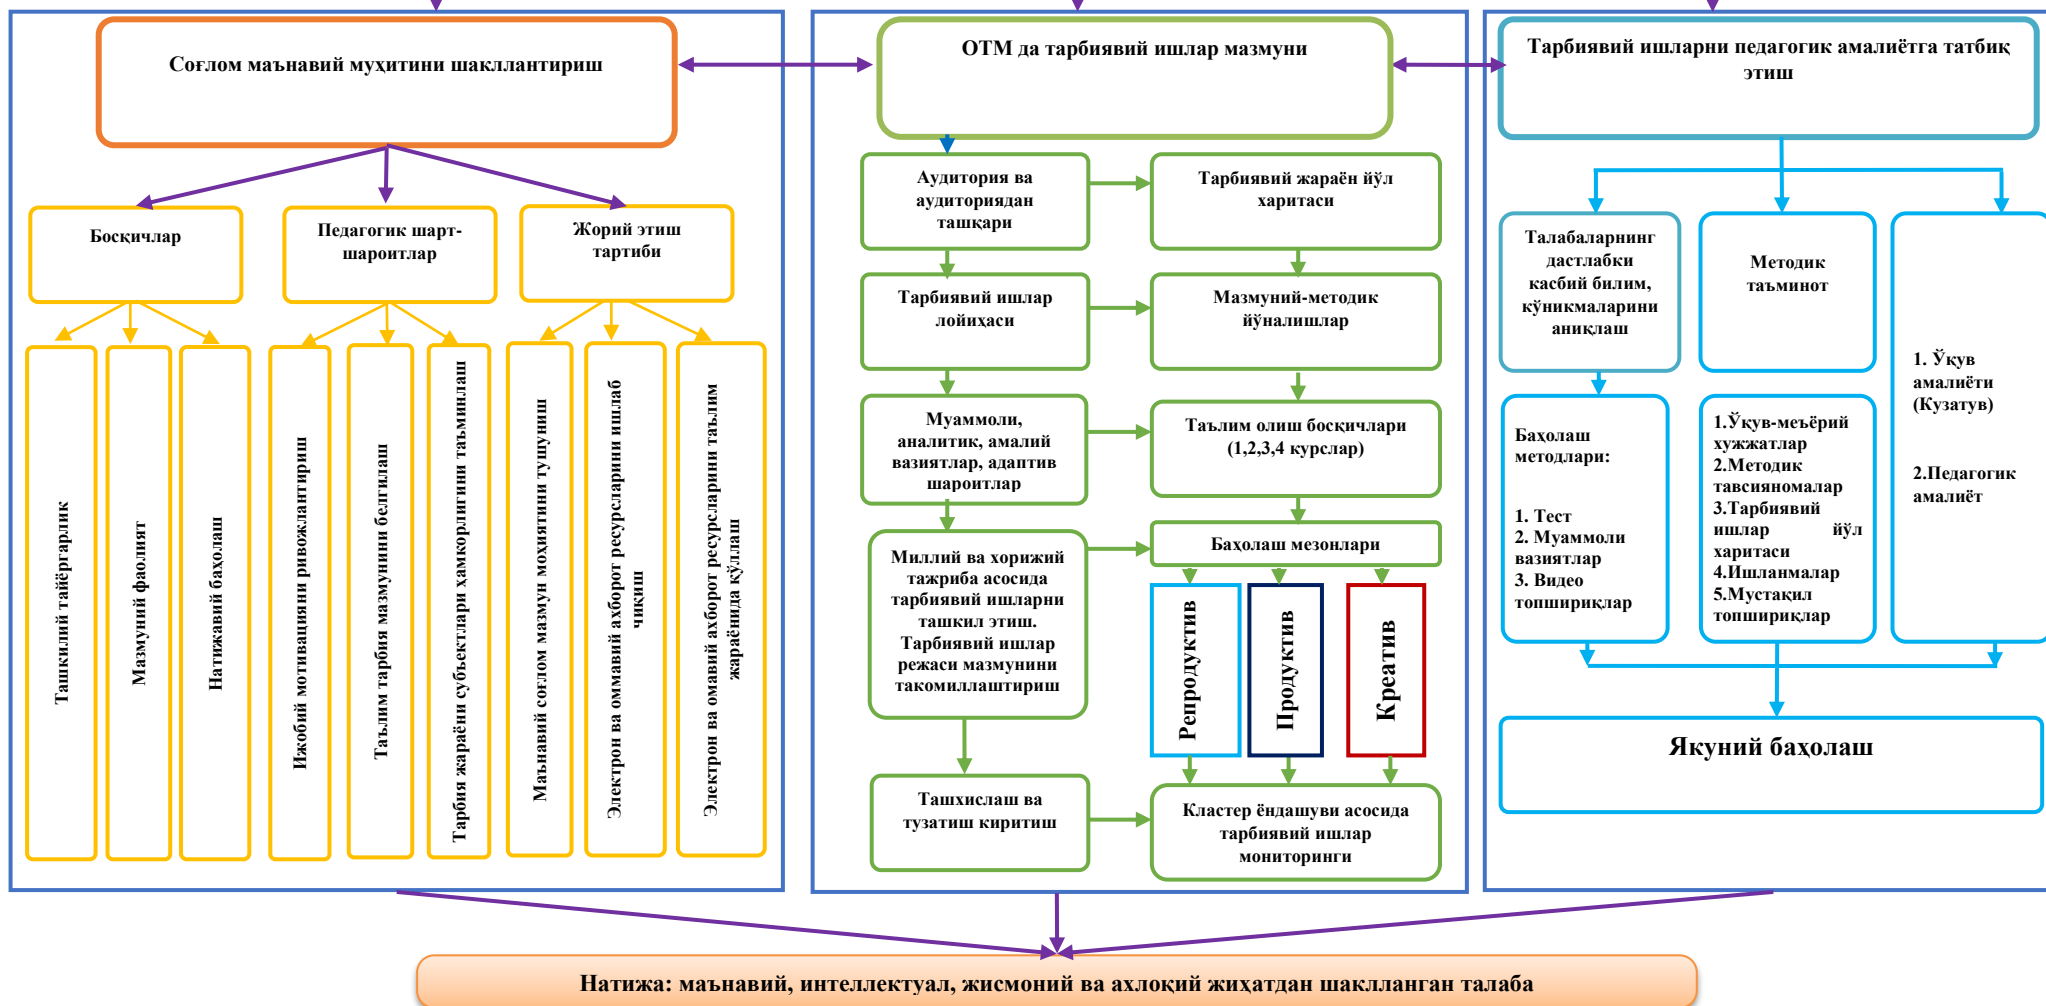 Соғлом маънавий муҳитини шакллантириш
Босқичлар
Педагогик шарт-
шароитлар
Жорий этиш
тартиби
Ташкилий тайёргарлик
Мазмуний фаолият
Натижавий баҳолаш
Ижобий мотивацияни ривожлантириш
Таълим тарбия мазмунини белгилаш
Тарбия жараёни субъектлари ҳамкорлигини таъминлаш
Маънавий соғлом мазмун моҳиятини тушуниш
Электрон ва оммавий ахборот ресурсларини ишлаб
чиқиш
Электрон ва омавий ахборот ресурсларини таълим
жараёнида қўллаш
ОТМ да тарбиявий ишлар мазмуни
Аудитория ва
аудиториядан
ташқари
Тарбиявий жараён йўл
харитаси
Тарбиявий ишлар
лойиҳаси
Мазмуний-методик
йўналишлар
Муаммоли,
аналитик, амалий
вазиятлар, адаптив
шароитлар
Таълим олиш босқичлари
(1,2,3,4 курслар)
Миллий ва хорижий
тажриба асосида
тарбиявий ишларни
ташкил этиш.
Тарбиявий ишлар
режаси мазмунини
такомиллаштириш
Баҳолаш мезонлари
Репродуктив
Продуктив
Креатив
Ташхислаш ва
тузатиш киритиш
Кластер ёндашуви асосида
тарбиявий ишлар
мониторинги
Тарбиявий ишларни педагогик амалиётга татбиқ
этиш
Талабаларнинг
дастлабки
касбий билим,
кўникмаларини
аниқлаш
Методик
таъминот
1. Ўқув
амалиёти
(Кузатув)
2.Педагогик
амалиёт
Баҳолаш
методлари:
1. Тест
2. Муаммоли
вазиятлар
3. Видео
топшириқлар
1.Ўқув-меъёрий
хужжатлар
2.Методик
тавсияномалар
3.Тарбиявий
ишлар йўл
харитаси
4.Ишланмалар
5.Мустақил
топшириқлар
Якуний баҳолаш
Натижа: маънавий, интеллектуал, жисмоний ва ахлоқий жиҳатдан шаклланган талаба